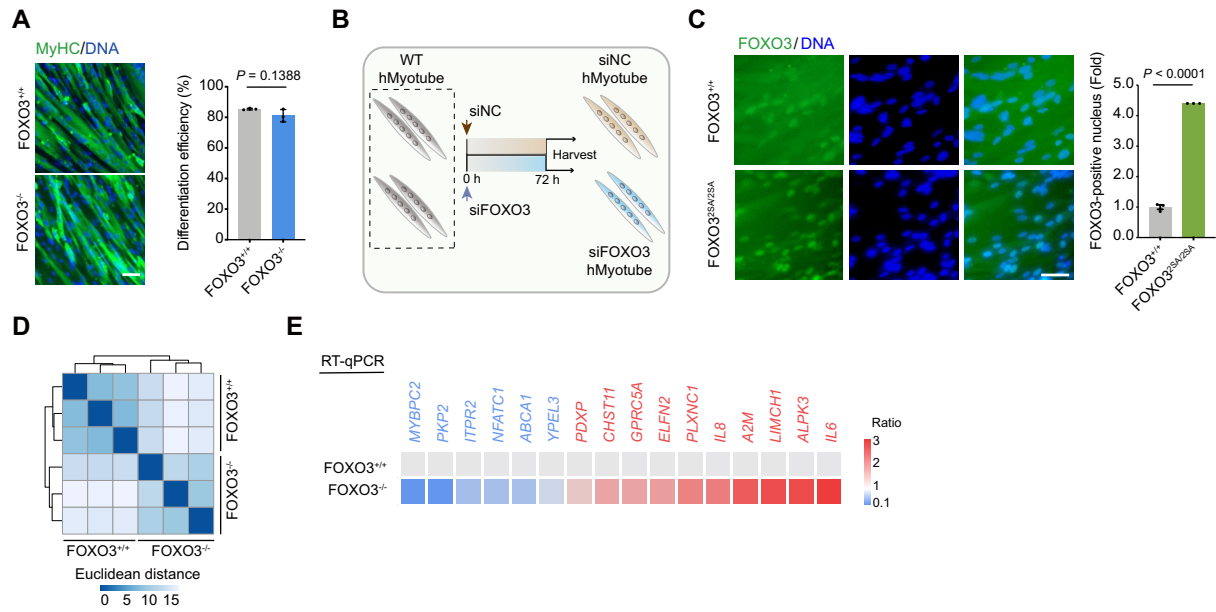 A
MyHC/DNA
FOXO3+/+
FOXO3-/-
Differentiation efficiency (%)
P = 0.1388
100
80
60
40
20
0
FOXO3+/+
FOXO3-/-
B
WT
hMyotube
siNC
hMyotube
siNC
Harvest
0 h
72 h
siFOXO3
siFOXO3
hMyotube
C
FOXO3/DNA
FOXO3+/+
FOXO32SA/2SA
FOXO3-positive nucleus (Fold)
P < 0.0001
5.0
4.0
3.0
2.0
1.0
0.0
FOXO3+/+
FOXO32SA/2SA
D
FOXO3+/+
FOXO3-/-
FOXO3+/+ FOXO3-/-
Euclidean distance
0 5 10 15
E
RT-qPCR
MYBPC2 PKP2 ITPR2 NFATC1 ABCA1 YPEL3 PDXP CHST11 GPRC5A ELFN2 PLXNC1 IL8 A2M LIMCH1 ALPK3 IL6
FOXO3+/+
FOXO3-/-
Ratio
3
2
1
0.1